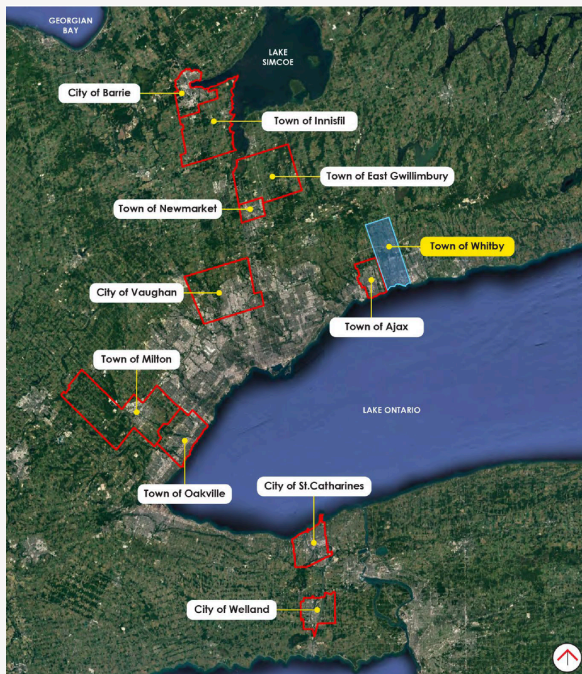 GEORGIAN
BAY
LAKE
SIMCOE
City of Barrie
Town of Innisfil
Town of East Gwillimbury
Town of Newmarket
Town of Whitby
City of Vaughan
Town of Ajax
Town of Milton
LAKE ONTARIO
City of St.Catharines
Town of Oakville
City of Welland